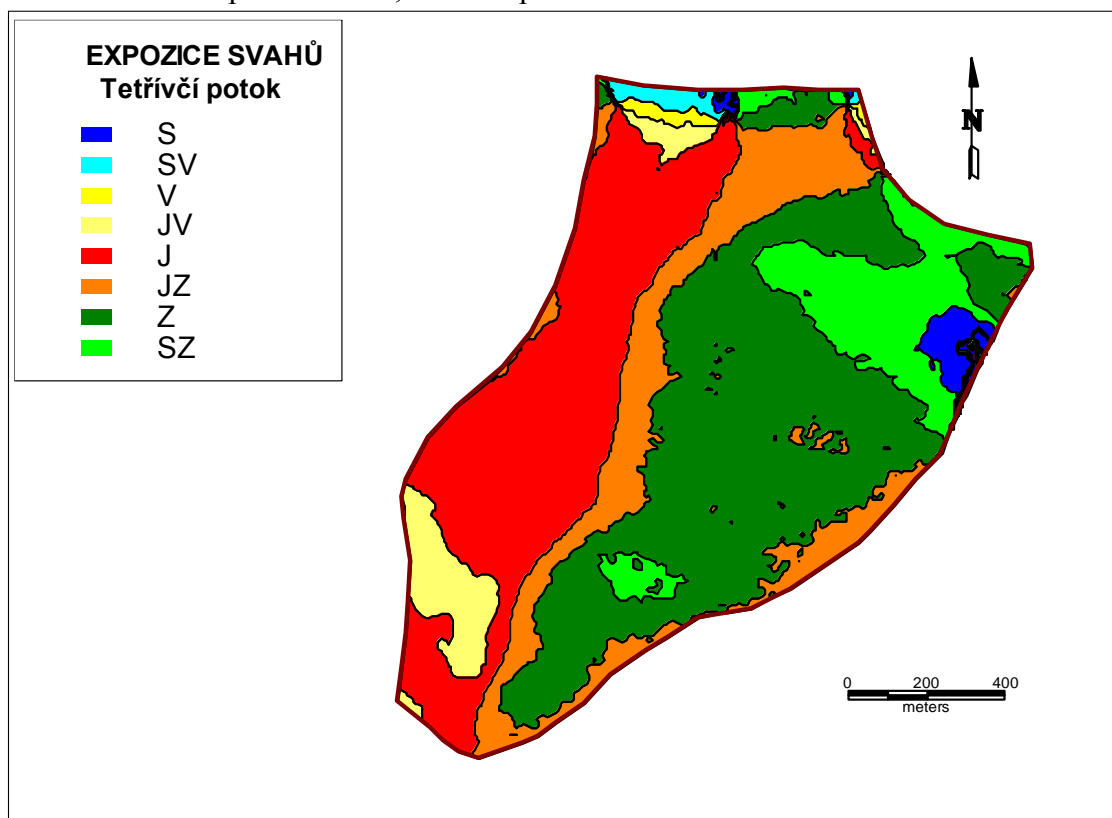 EXPOZICE SVAHŮ
Tetřívčí potok
S
SV
V
JV
J
JZ
Z
SZ
N
0 200 400
meters